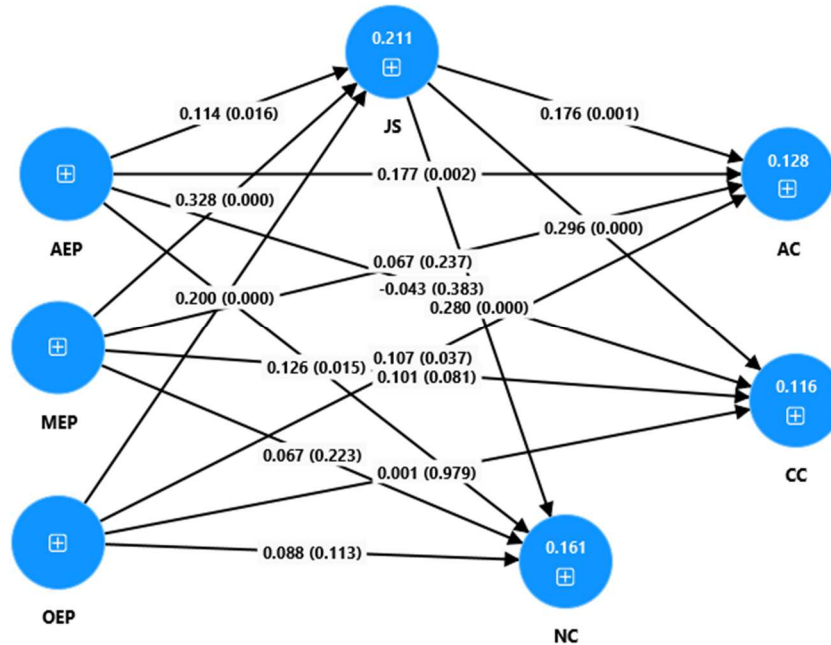 0.211
JS
0.114 (0.016)
0.176 (0.001)
0.128
AC
0.177 (0.002)
AEP
0.328 (0.000)
0.296 (0.000)
0.067 (0.237)
-0.043 (0.383)
0.200 (0.000)
0.280 (0.000)
MEP
0.126 (0.015)
0.107 (0.037)
0.101 (0.081)
0.116
CC
0.067 (0.223)
0.001 (0.979)
OEP
0.088 (0.113)
0.161
NC